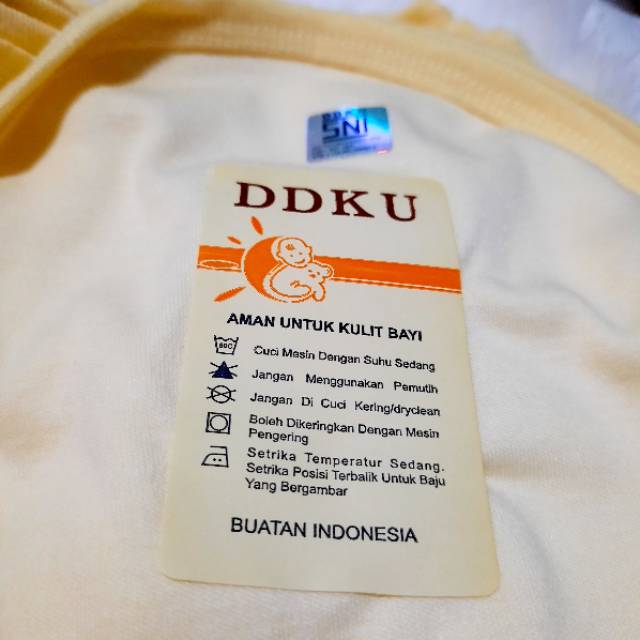 SNI
DDKU
AMAN UNTUK KULIT BAYI
Cuci Mesin Dengan Suhu Sedang
Jangan Menggunakan Pemutih
Jangan Di Cuci Kering/dryclean
Boleh Dikeringkan Dengan Mesin
Pengering
Setrika Temperatur Sedang.
Setrika Posisi Terbalik Untuk Baju
Yang Bergambar
BUATAN INDONESIA